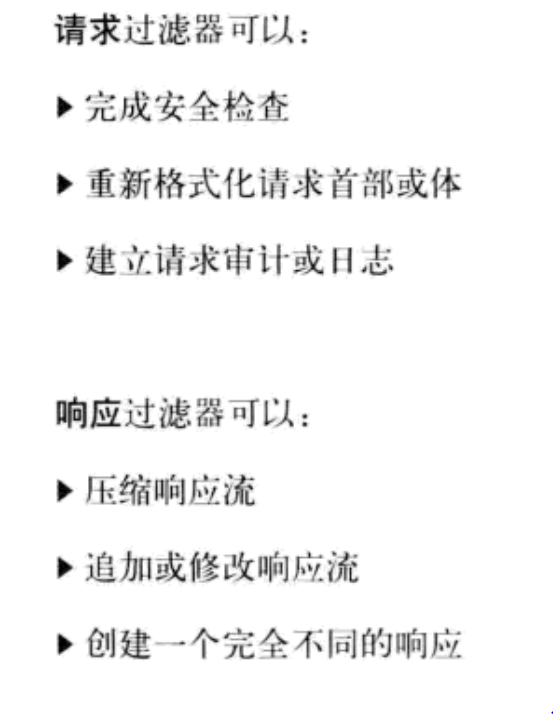 请求过滤器可以：
▶ 完成安全检查
▶ 重新格式化请求首部或体
▶ 建立请求审计或日志
响应过滤器可以：
▶ 压缩响应流
▶ 追加或修改响应流
▶ 创建一个完全不同的响应